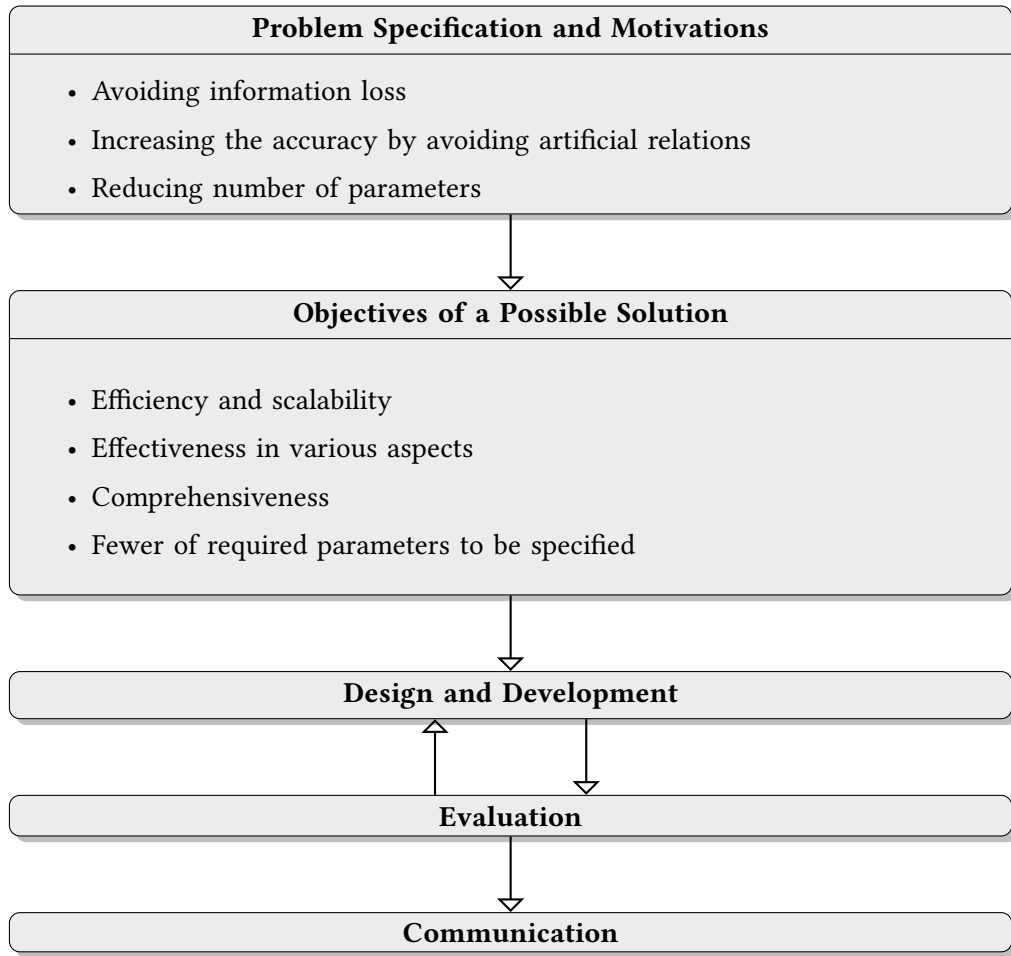 Problem Specification and Motivations
• Avoiding information loss
• Increasing the accuracy by avoiding artificial relations
• Reducing number of parameters
Objectives of a Possible Solution
• Efficiency and scalability
• Effectiveness in various aspects
• Comprehensiveness
• Fewer of required parameters to be specified
Design and Development
Evaluation
Communication